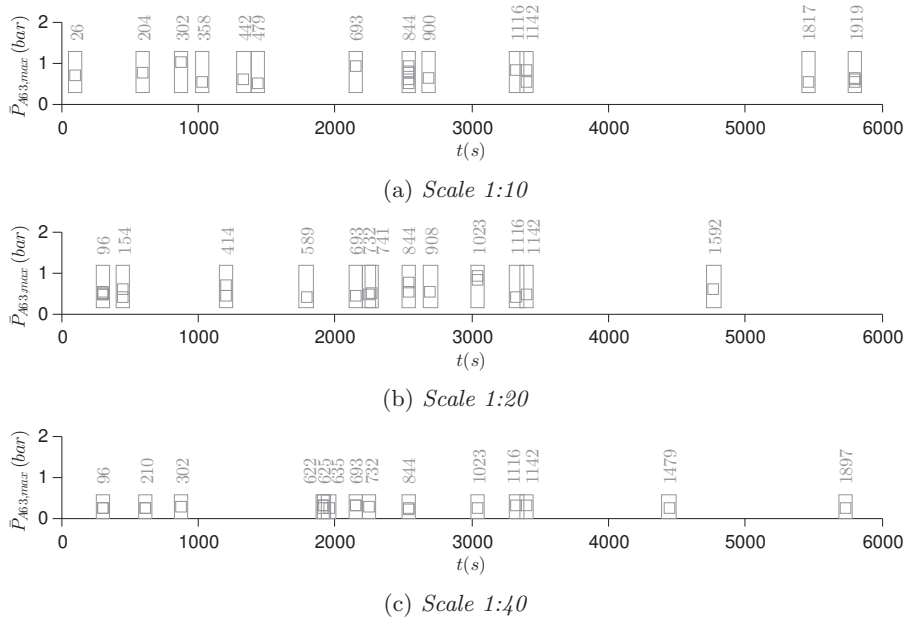 26 204 302 358 442 479 693 844 900 1116 1142 1817 1919
2
1
0
P̄A63,max (bar)
0 1000 2000 3000 4000 5000 6000
t(s)
(a) Scale 1:10
96 154 414 589 693 732 741 844 908 1023 1116 1142 1592
2
1
0
P̄A63,max (bar)
0 1000 2000 3000 4000 5000 6000
t(s)
(b) Scale 1:20
96 210 302 622 625 635 693 732 844 1023 1116 1142 1479 1897
2
1
0
P̄A63,max (bar)
0 1000 2000 3000 4000 5000 6000
t(s)
(c) Scale 1:40